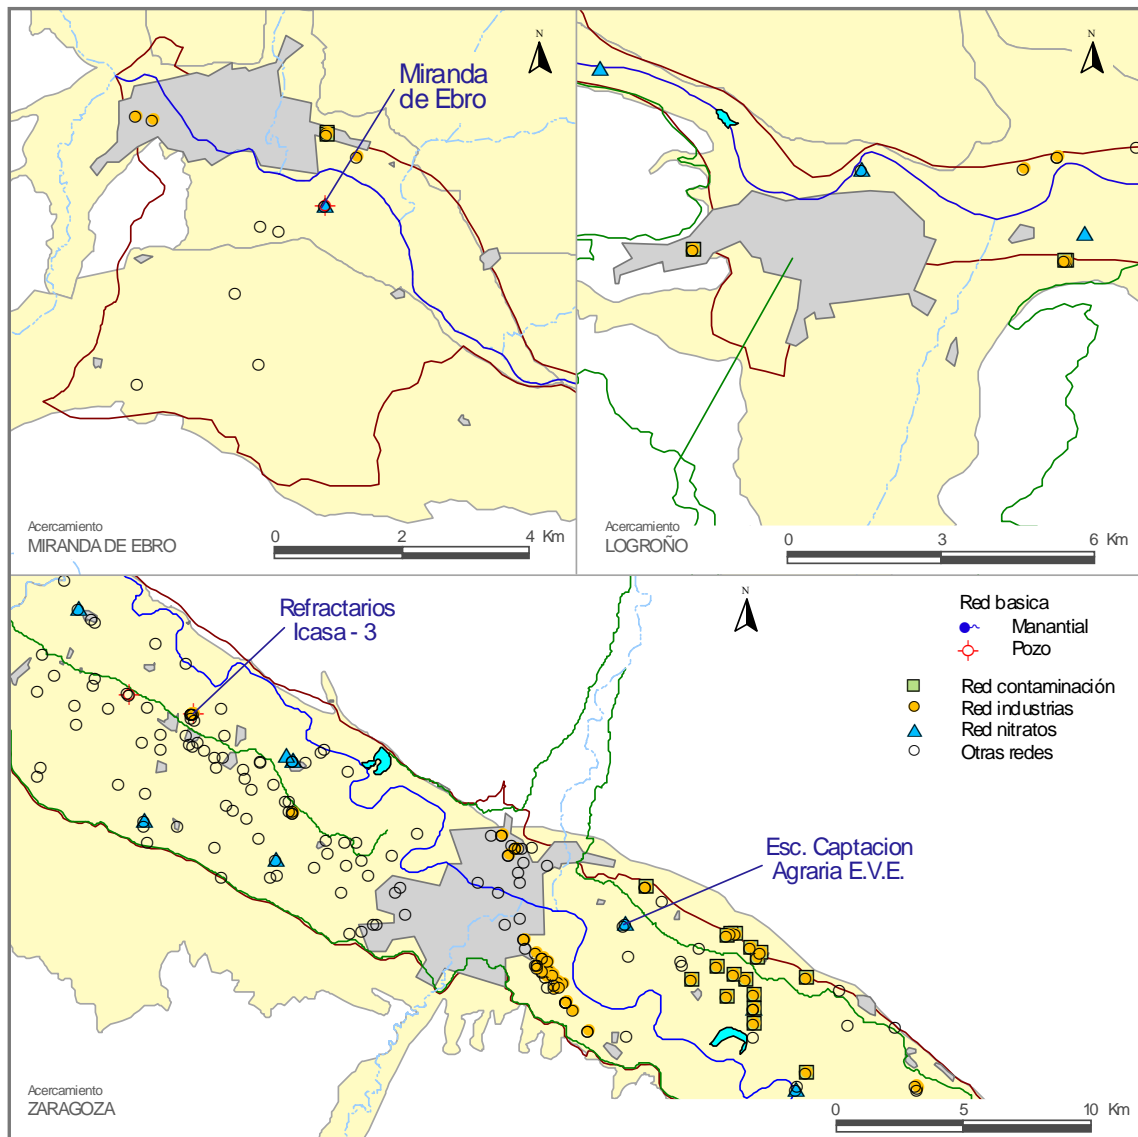 N
Miranda
de Ebro
Acercamiento
MIRANDA DE EBRO
0 2 4 Km
N
Acercamiento
LOGROÑO
0 3 6 Km
Refractarios
Icasa - 3
N
Red basica
Manantial
Pozo
Red contaminación
Red industrias
Red nitratos
Otras redes
Esc. Captacion
Agraria E.V.E.
Acercamiento
ZARAGOZA
0 5 10 Km